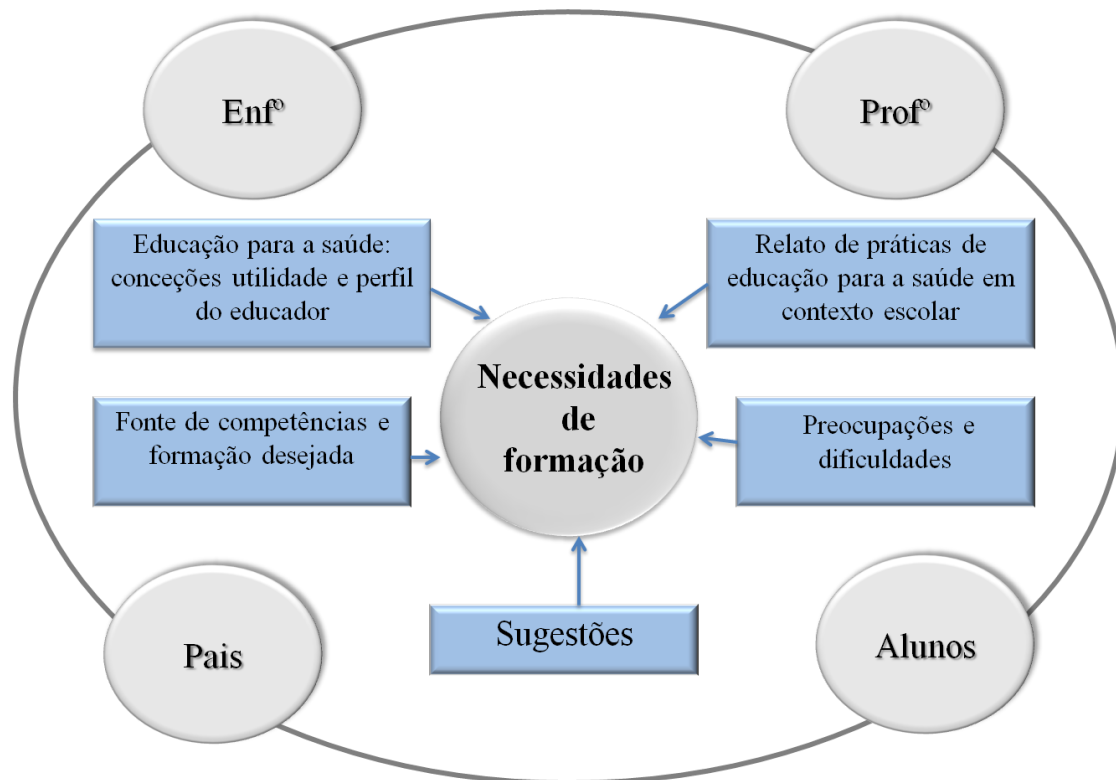 Enfº
Profº
Educação para a saúde:
conceções utilidade e perfil
do educador
Relato de práticas de
educação para a saúde em
contexto escolar
Necessidades
de
formação
Fonte de competências e
formação desejada
Preocupações e
dificuldades
Sugestões
Pais
Alunos